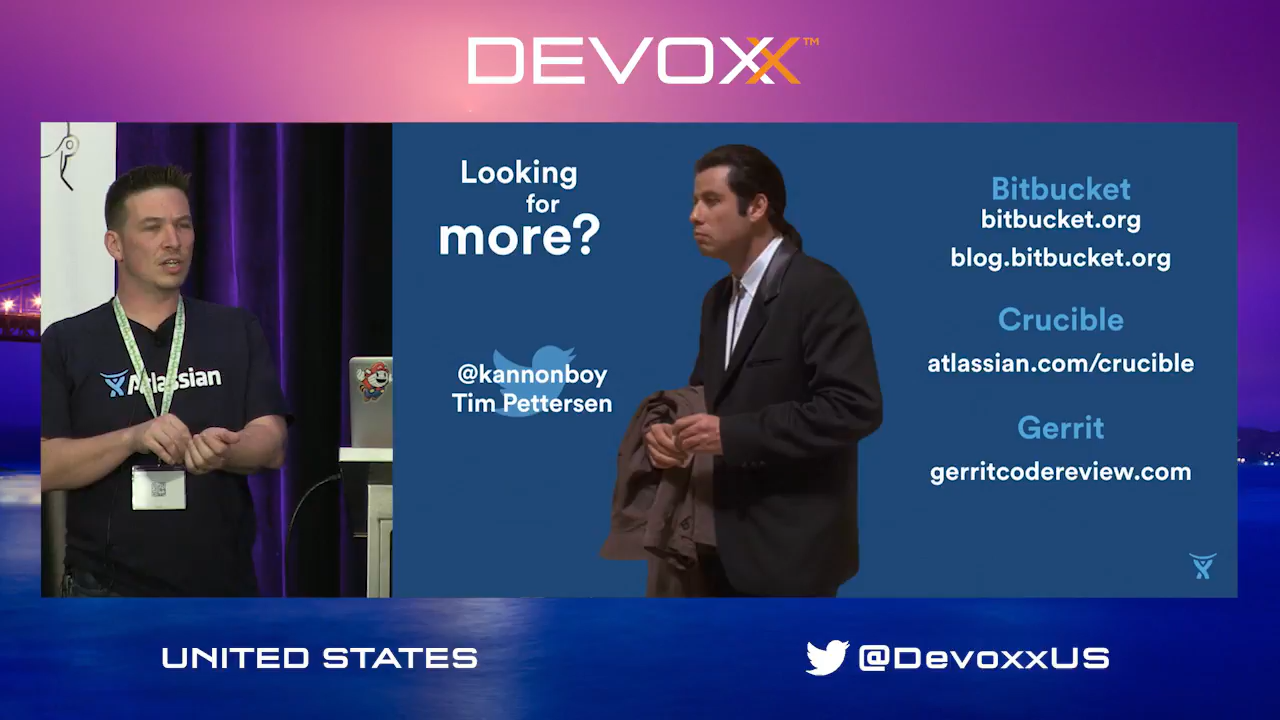 DEVOXX™
Atlassian
Looking
for
more?
@kannonboy
Tim Pettersen
Bitbucket
bitbucket.org
blog.bitbucket.org
Crucible
atlassian.com/crucible
Gerrit
gerritcodereview.com
UNITED STATES
@DevoxxUS